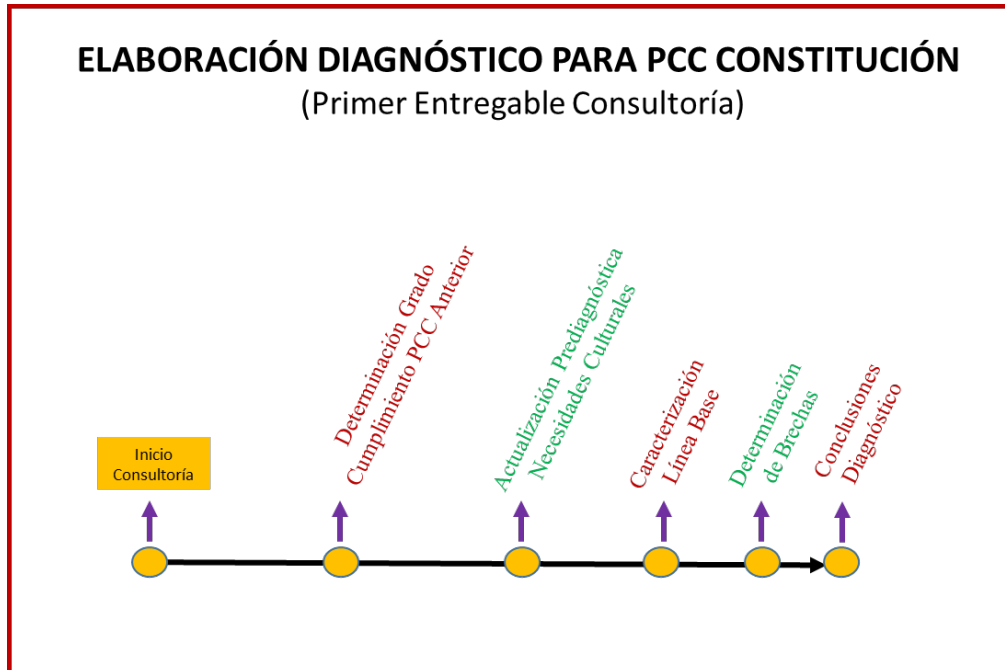 ELABORACIÓN DIAGNÓSTICO PARA PCC CONSTITUCIÓN
(Primer Entregable Consultoría)
Inicio
Consultoría
Determinación Grado
Cumplimiento PCC Anterior
Actualización Prediagnóstica
Necesidades Culturales
Caracterización
Línea Base
Determinación
de Brechas
Conclusiones
Diagnóstico